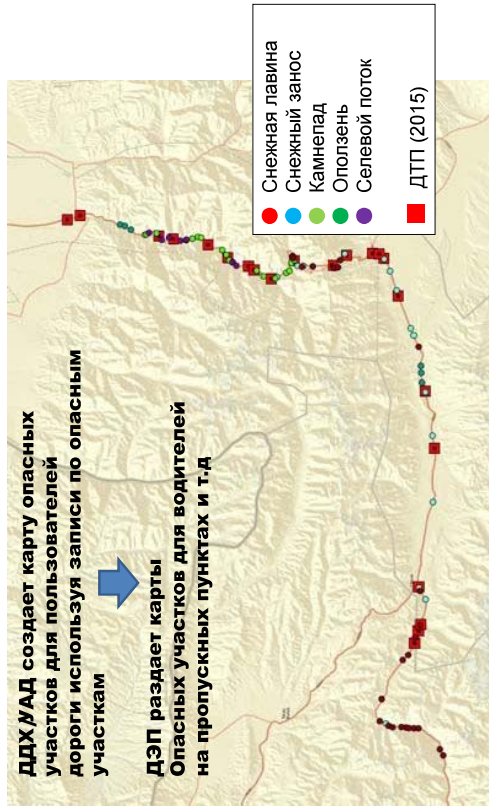 ДДХ/УАД создает карту опасных
участков для пользователей
дороги используя записи по опасным
участкам
ДЭП раздает карты
Опасных участков для водителей
на пропускных пунктах и т.д
Снежная лавина
Снежный занос
Камнепад
Оползень
Селевой поток
ДТП (2015)